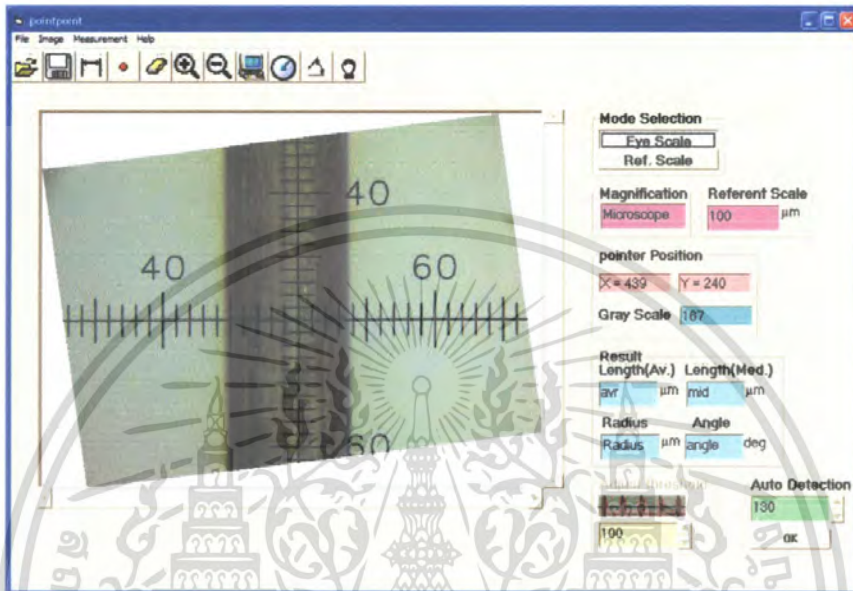 pointpoint
File Image Measurement Help
Mode Selection
Eye Scale
Ref. Scale
Magnification Referent Scale
Microscope 100 μm
pointer Position
X = 439 Y = 240
Gray Scale 187
Result
Length(Av.) Length(Med.)
avr μm mid μm
Radius Angle
Radius μm angle deg
Auto Detection
100 130
OK
40
40 60
60